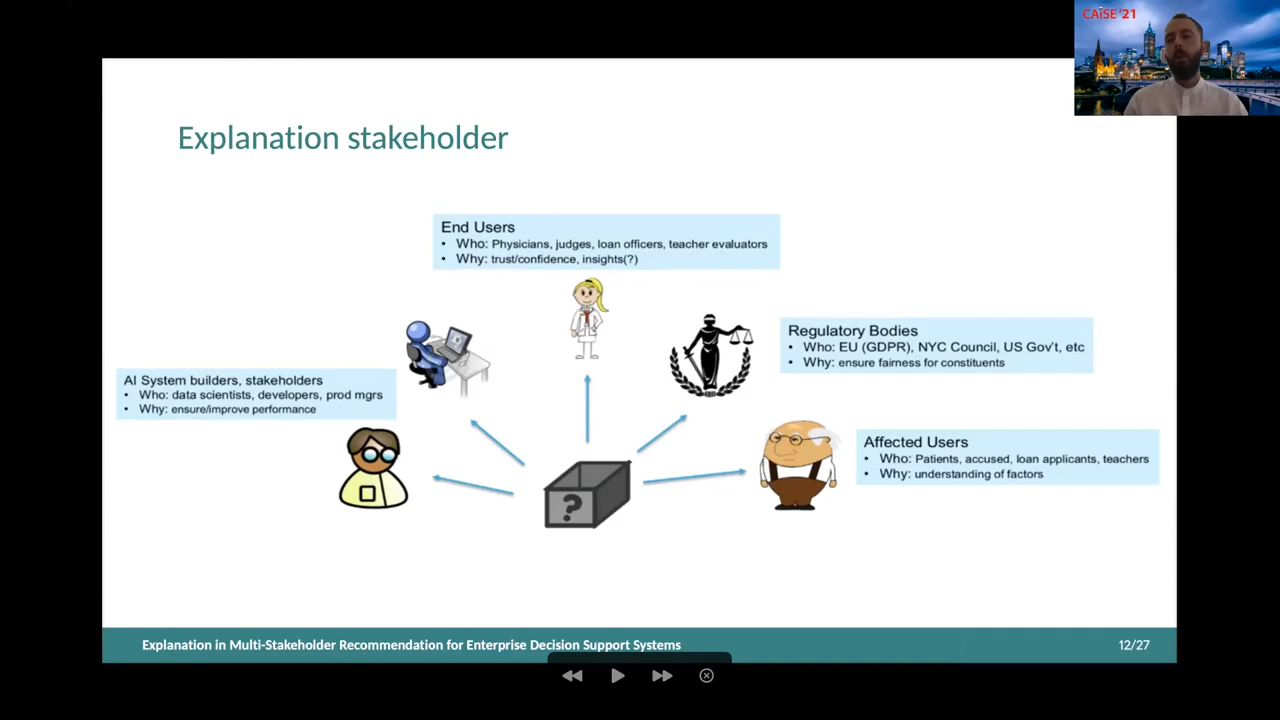 CAiSE '21
Explanation stakeholder
End Users
• Who: Physicians, judges, loan officers, teacher evaluators
• Why: trust/confidence, insights(?)
Regulatory Bodies
• Who: EU (GDPR), NYC Council, US Gov't, etc
• Why: ensure fairness for constituents
AI System builders, stakeholders
• Who: data scientists, developers, prod mgrs
• Why: ensure/improve performance
Affected Users
• Who: Patients, accused, loan applicants, teachers
• Why: understanding of factors
?
Explanation in Multi-Stakeholder Recommendation for Enterprise Decision Support Systems
12/27